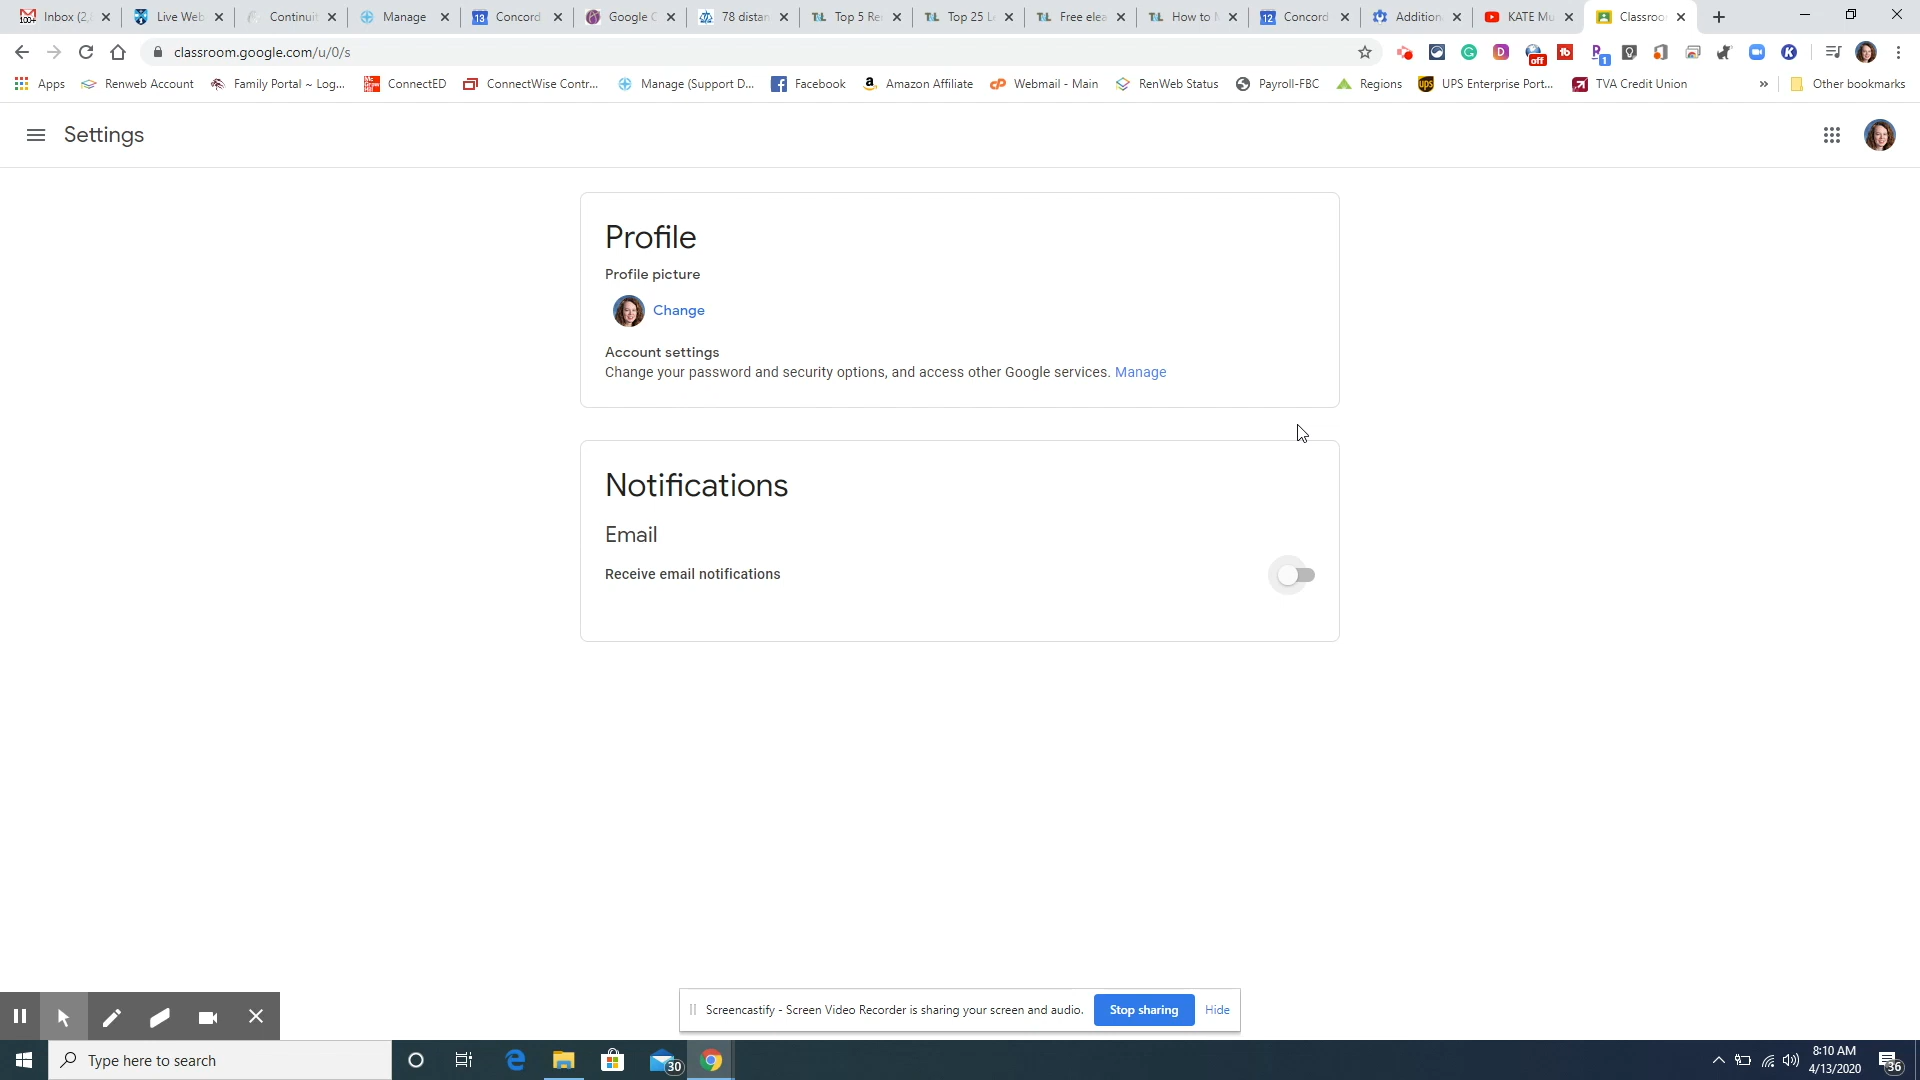 Inbox (2, Live Web Continuit Manage Concord Google C 78 distan Top 5 Re Top 25 L Free elea How to Concord Addition KATE Mu Classroo
classroom.google.com/u/0/s
Apps Renweb Account Family Portal ~ Log... ConnectED ConnectWise Contr... Manage (Support D... Facebook Amazon Affiliate Webmail - Main RenWeb Status Payroll-FBC Regions UPS Enterprise Port... TVA Credit Union » Other bookmarks
Settings
Profile
Profile picture
Change
Account settings
Change your password and security options, and access other Google services. Manage
Notifications
Email
Receive email notifications
Screencastify - Screen Video Recorder is sharing your screen and audio. Stop sharing Hide
Type here to search
30
8:10 AM
4/13/2020
36